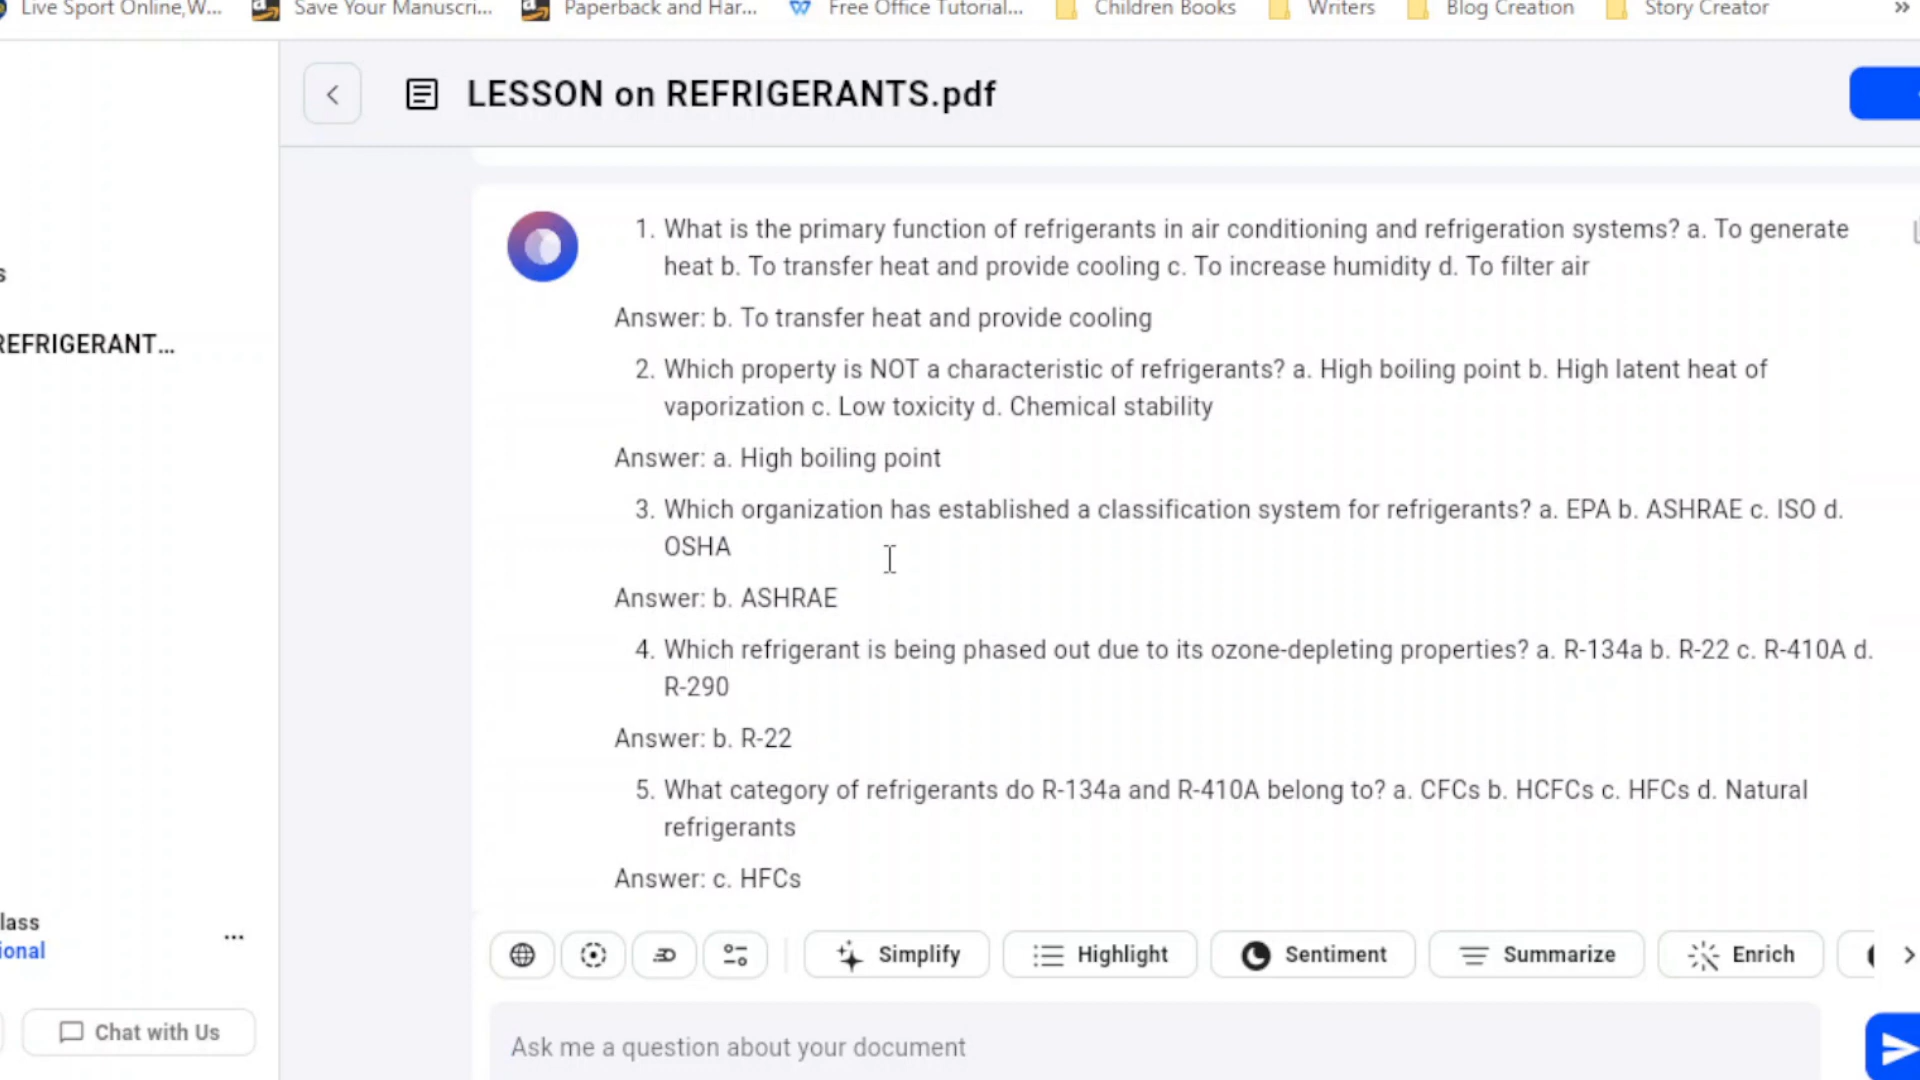 Live Sport Online,W...
Save Your Manuscri...
Paperback and Har...
Free Office Tutorial...
Children Books
Writers
Blog Creation
Story Creator
»
LESSON on REFRIGERANTS.pdf
s
REFRIGERANT...
1. What is the primary function of refrigerants in air conditioning and refrigeration systems? a. To generate
heat b. To transfer heat and provide cooling c. To increase humidity d. To filter air
Answer: b. To transfer heat and provide cooling
2. Which property is NOT a characteristic of refrigerants? a. High boiling point b. High latent heat of
vaporization c. Low toxicity d. Chemical stability
Answer: a. High boiling point
3. Which organization has established a classification system for refrigerants? a. EPA b. ASHRAE c. ISO d.
OSHA
Answer: b. ASHRAE
4. Which refrigerant is being phased out due to its ozone-depleting properties? a. R-134a b. R-22 c. R-410A d.
R-290
Answer: b. R-22
5. What category of refrigerants do R-134a and R-410A belong to? a. CFCs b. HCFCs c. HFCs d. Natural
refrigerants
Answer: c. HFCs
lass
ional
...
Simplify
Highlight
Sentiment
Summarize
Enrich
Chat with Us
Ask me a question about your document